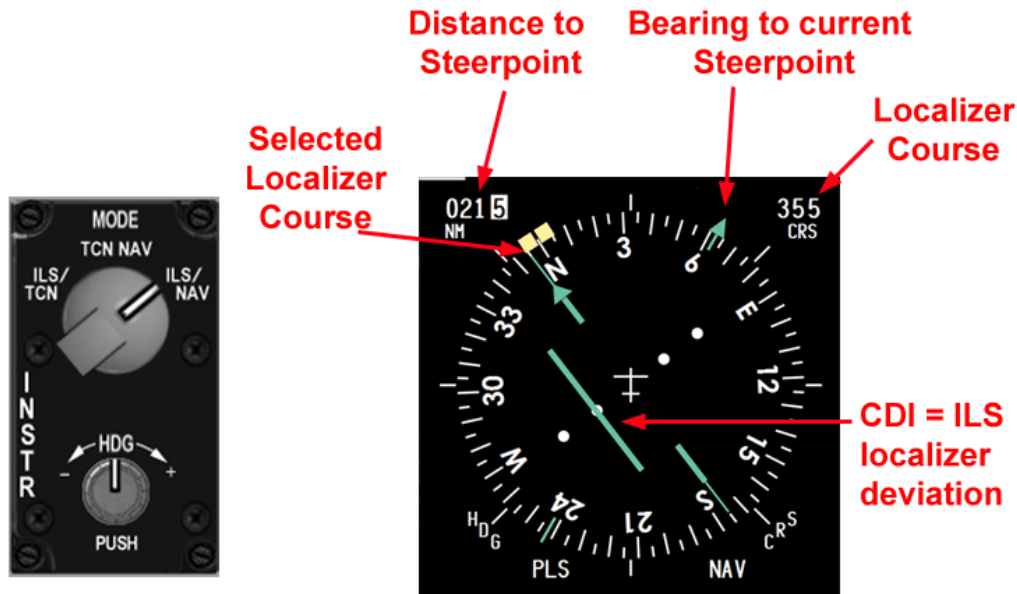 Distance to
Steerpoint
Bearing to current
Steerpoint
Localizer
Course
Selected
Localizer
Course
MODE
TCN NAV
ILS/
TCN
ILS/
NAV
INSTR
HDG
- +
PUSH
0215
NM
355
CRS
N
3
6
E
12
15
S
21
24
W
30
33
HDG
CRS
PLS
NAV
CDI = ILS
localizer
deviation